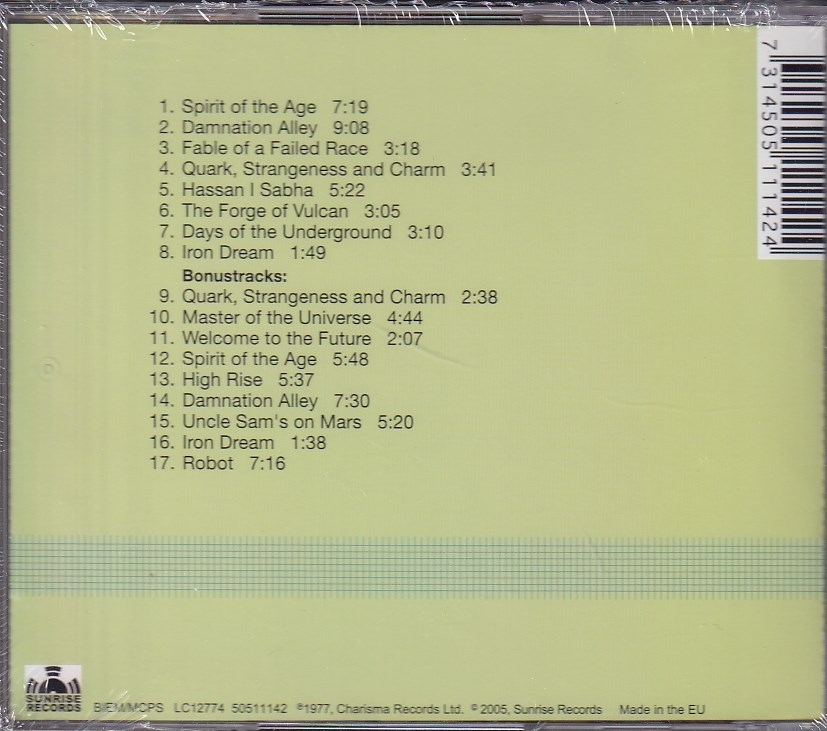 1. Spirit of the Age 7:19
2. Damnation Alley 9:08
3. Fable of a Failed Race 3:18
4. Quark, Strangeness and Charm 3:41
5. Hassan I Sabha 5:22
6. The Forge of Vulcan 3:05
7. Days of the Underground 3:10
8. Iron Dream 1:49
Bonustracks:
9. Quark, Strangeness and Charm 2:38
10. Master of the Universe 4:44
11. Welcome to the Future 2:07
12. Spirit of the Age 5:48
13. High Rise 5:37
14. Damnation Alley 7:30
15. Uncle Sam's on Mars 5:20
16. Iron Dream 1:38
17. Robot 7:16
7 314505 111424
SUNRISE
RECORDS
BIEM/MCPS LC12774 50511142 ℗1977, Charisma Records Ltd. ©2005, Sunrise Records Made in the EU